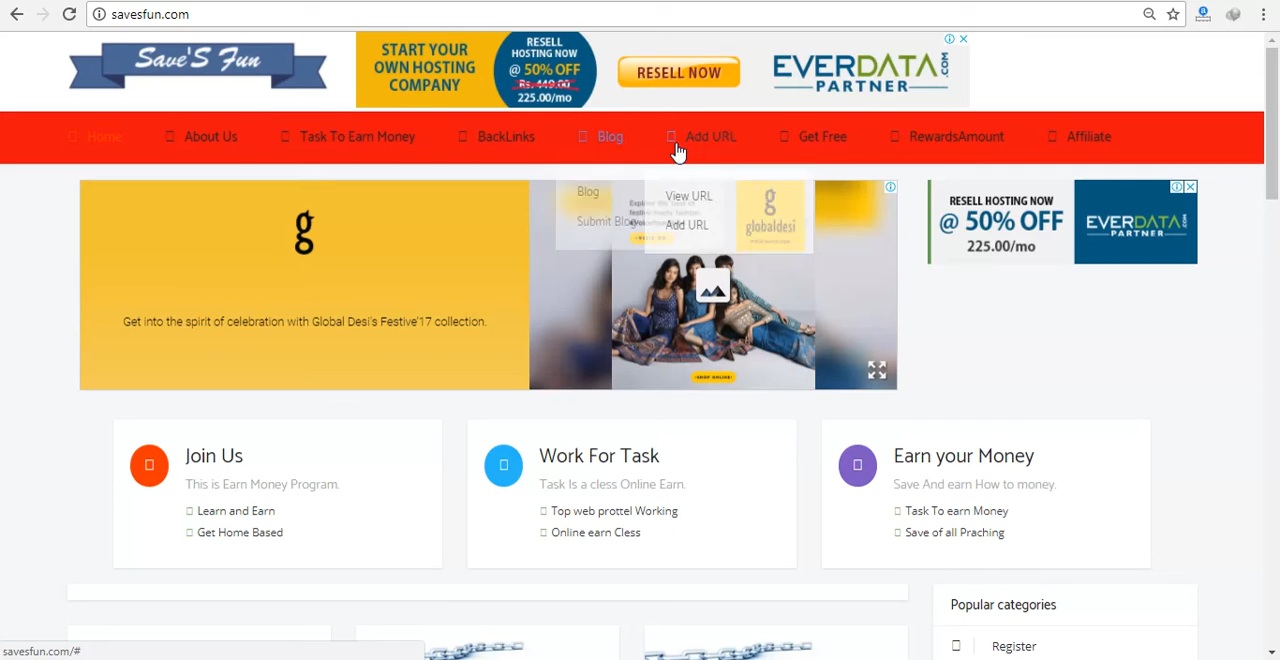 savesfun.com
Save'S Fun
START YOUR
OWN HOSTING
COMPANY
RESELL
HOSTING NOW
@ 50% OFF
Rs. 449.00
225.00/mo
RESELL NOW
EVERDATA.COM
PARTNER
Home About Us Task To Earn Money BackLinks Blog Add URL Get Free RewardsAmount Affiliate
Blog
Submit Blog
View URL
Add URL
g
globaldesi
Get into the spirit of celebration with Global Desi's Festive'17 collection.
SHOP ONLINE
RESELL HOSTING NOW
@ 50% OFF
225.00/mo
EVERDATA.COM
PARTNER
Join Us
This is Earn Money Program.
Learn and Earn
Get Home Based
Work For Task
Task Is a cless Online Earn.
Top web prottel Working
Online earn Cless
Earn your Money
Save And earn How to money.
Task To earn Money
Save of all Praching
Popular categories
Register
savesfun.com/#